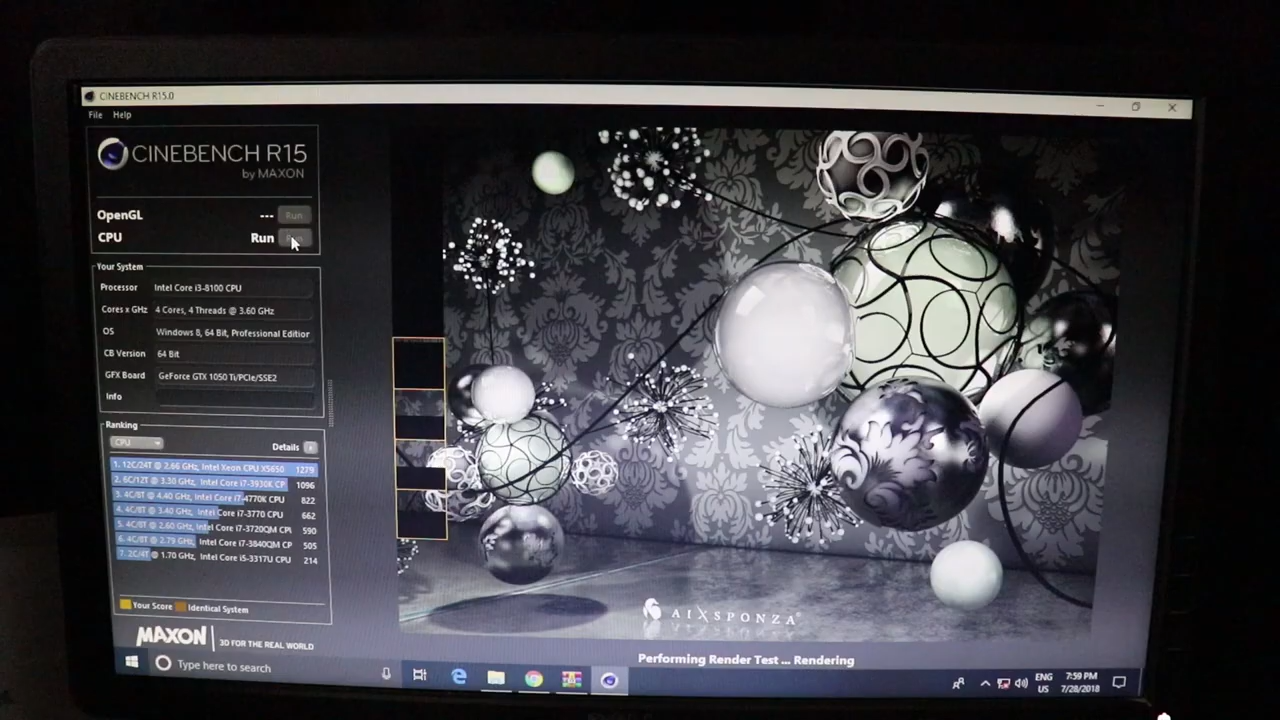 CINEBENCH R15.0
File Help
CINEBENCH R15
by MAXON
OpenGL --- Run
CPU Run
Your System
Processor Intel Core i3-8100 CPU
Cores x GHz 4 Cores, 4 Threads @ 3.60 GHz
OS Windows 8, 64 Bit, Professional Edition
CB Version 64 Bit
GFX Board GeForce GTX 1050 Ti/PCIe/SSE2
Info
Ranking
CPU Details
1. 12C/24T @ 2.66 GHz, Intel Xeon CPU X5650 1279
2. 6C/12T @ 3.30 GHz, Intel Core i7-3930K CP 1096
3. 4C/8T @ 4.40 GHz, Intel Core i7-4770K CPU 822
4. 4C/8T @ 3.40 GHz, Intel Core i7-3770 CPU 662
5. 4C/8T @ 2.60 GHz, Intel Core i7-3720QM CPI 590
6. 4C/8T @ 2.79 GHz, Intel Core i7-3840QM CP 505
7. 2C/4T @ 1.70 GHz, Intel Core i5-3317U CPU 214
Your Score Identical System
MAXON 3D FOR THE REAL WORLD
AIXSPONZA
Performing Render Test ... Rendering
Type here to search
ENG 7:59 PM
US 7/28/2018